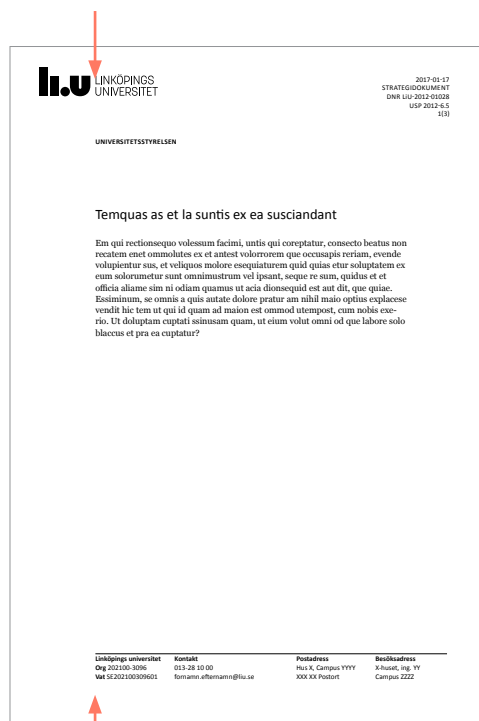 li.u LINKÖPINGS
UNIVERSITET
2017-01-17
STRATEGIDOKUMENT
DNR LiU-2012-01028
USP 2012-6.5
1(3)
UNIVERSITETSSTYRELSEN
Temquas as et la suntis ex ea susciandant
Em qui rectionsequo volessum facimi, untis qui coreptatur, consecto beatus non
recatem enet ommolutes ex et antest volorrorem que occusapis reriam, evende
volupientur sus, et veliquos molore esequiaturem quid quias etur soluptatem ex
eum solorumetur sunt omnimustrum vel ipsant, seque re sum, quidus et et
officia aliame sim ni odiam quamus ut acia dionsequid est aut dit, que quiae.
Essiminum, se omnis a quis autate dolore pratur am nihil maio optius explacese
vendit hic tem ut qui id quam ad maion est ommod utempost, cum nobis exe-
rio. Ut doluptam cuptati ssinusam quam, ut eium volut omni od que labore solo
blaccus et pra ea cuptatur?
Linköpings universitet Kontakt Postadress Besöksadress
Org 202100-3096 013-28 10 00 Hus X, Campus YYYY X-huset, ing. YY
Vat SE202100309601 fornamn.efternamn@liu.se XXX XX Postort Campus ZZZZ